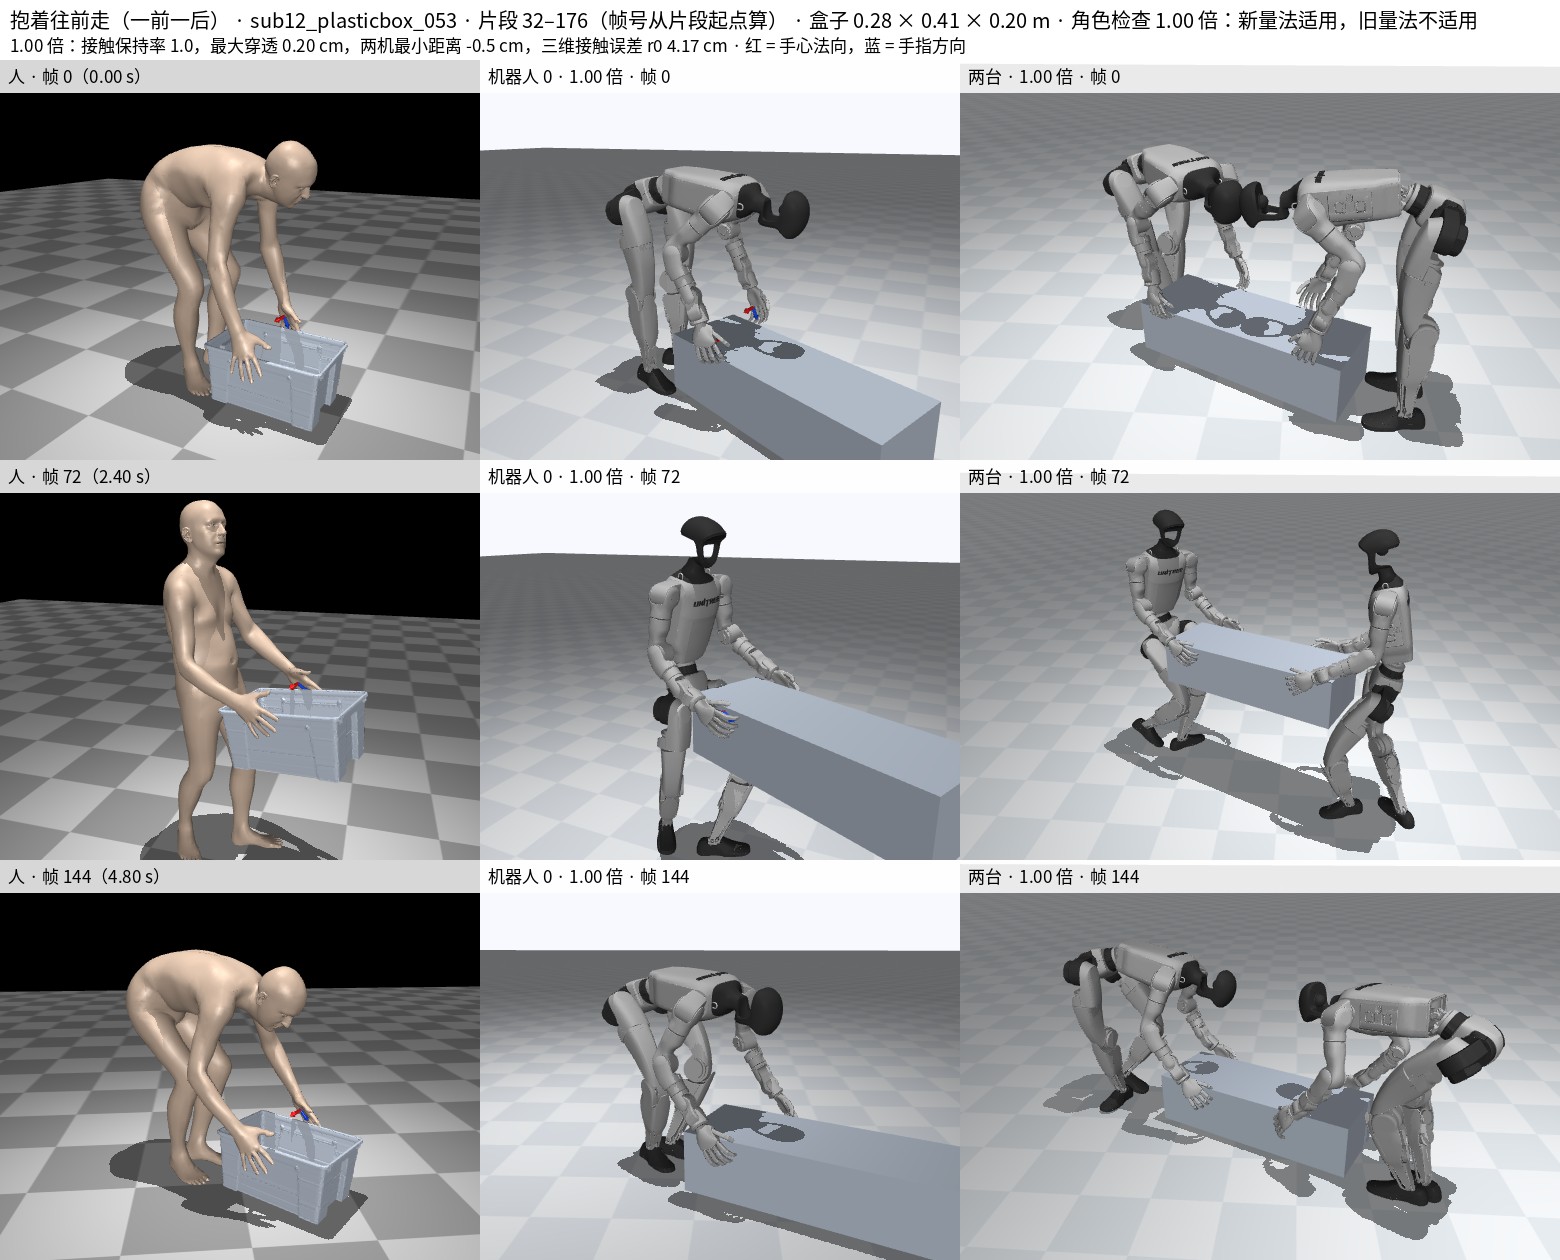 抱着往前走（一前一后） · sub12_plasticbox_053 · 片段 32–176（帧号从片段起点算） · 盒子 0.28 × 0.41 × 0.20 m · 角色检查 1.00 倍：新量法适用，旧量法不适用
1.00 倍：接触保持率 1.0，最大穿透 0.20 cm，两机最小距离 -0.5 cm，三维接触误差 r0 4.17 cm · 红 = 手心法向，蓝 = 手指方向
人 · 帧 0（0.00 s）
机器人 0 · 1.00 倍 · 帧 0
两台 · 1.00 倍 · 帧 0
人 · 帧 72（2.40 s）
机器人 0 · 1.00 倍 · 帧 72
两台 · 1.00 倍 · 帧 72
人 · 帧 144（4.80 s）
机器人 0 · 1.00 倍 · 帧 144
两台 · 1.00 倍 · 帧 144